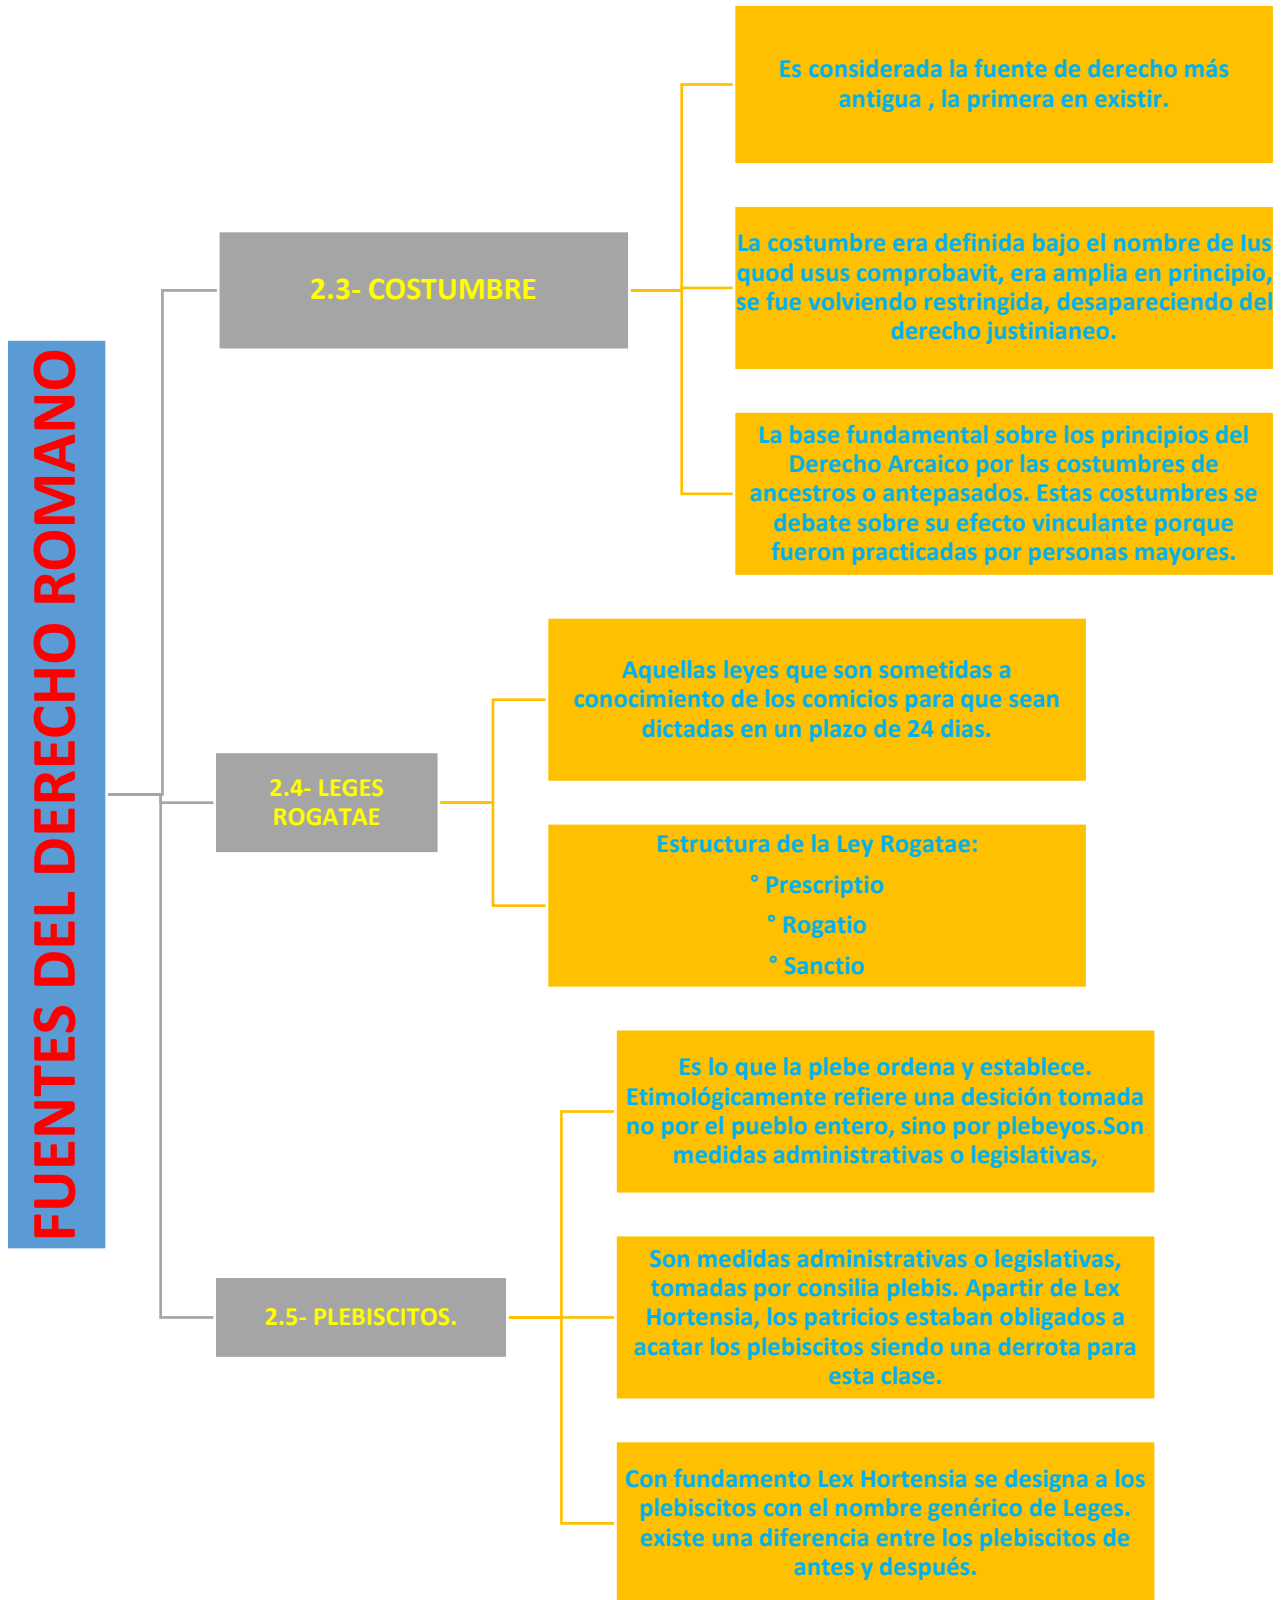 FUENTES DEL DERECHO ROMANO
2.3- COSTUMBRE
Es considerada la fuente de derecho más
antigua , la primera en existir.
La costumbre era definida bajo el nombre de Ius
quod usus comprobavit, era amplia en principio,
se fue volviendo restringida, desapareciendo del
derecho justinianeo.
La base fundamental sobre los principios del
Derecho Arcaico por las costumbres de
ancestros o antepasados. Estas costumbres se
debate sobre su efecto vinculante porque
fueron practicadas por personas mayores.
2.4- LEGES
ROGATAE
Aquellas leyes que son sometidas a
conocimiento de los comicios para que sean
dictadas en un plazo de 24 dias.
Estructura de la Ley Rogatae:
° Prescriptio
° Rogatio
° Sanctio
2.5- PLEBISCITOS.
Es lo que la plebe ordena y establece.
Etimológicamente refiere una desición tomada
no por el pueblo entero, sino por plebeyos.Son
medidas administrativas o legislativas,
Son medidas administrativas o legislativas,
tomadas por consilia plebis. Apartir de Lex
Hortensia, los patricios estaban obligados a
acatar los plebiscitos siendo una derrota para
esta clase.
Con fundamento Lex Hortensia se designa a los
plebiscitos con el nombre genérico de Leges.
existe una diferencia entre los plebiscitos de
antes y después.